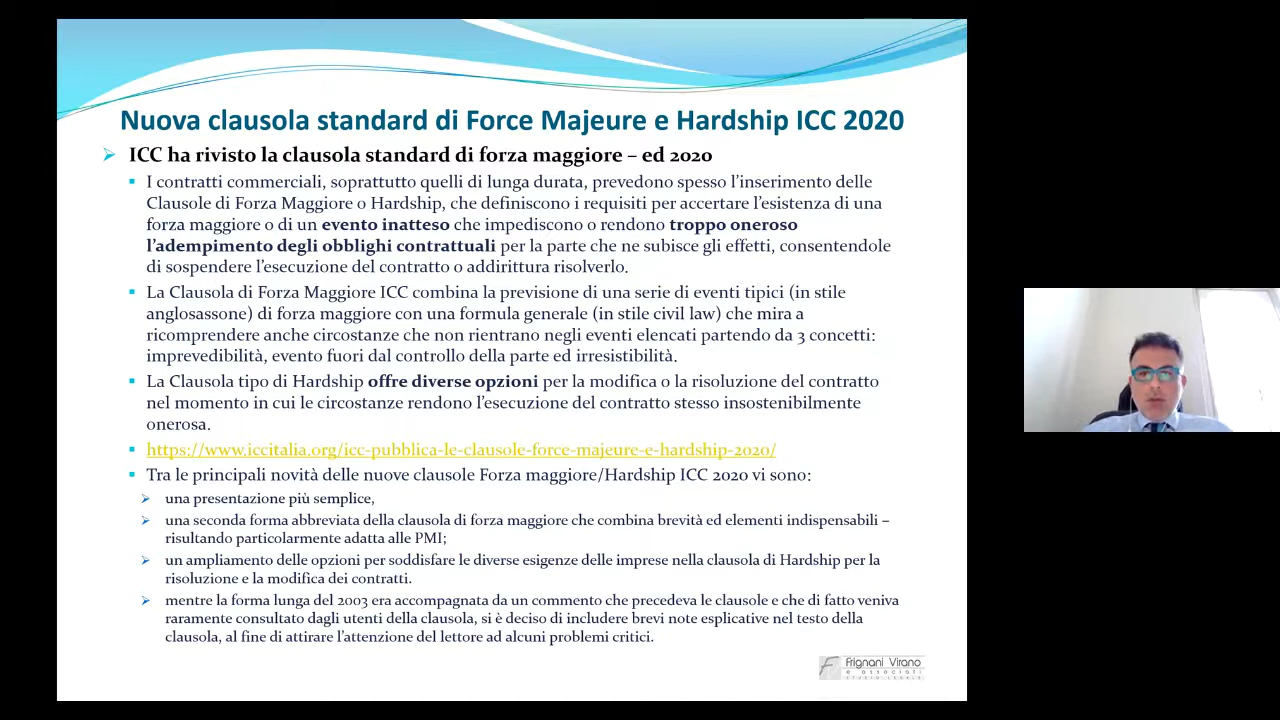 Nuova clausola standard di Force Majeure e Hardship ICC 2020
ICC ha rivisto la clausola standard di forza maggiore – ed 2020
I contratti commerciali, soprattutto quelli di lunga durata, prevedono spesso l'inserimento delle
Clausole di Forza Maggiore o Hardship, che definiscono i requisiti per accertare l'esistenza di una
forza maggiore o di un evento inatteso che impediscono o rendono troppo oneroso
l'adempimento degli obblighi contrattuali per la parte che ne subisce gli effetti, consentendole
di sospendere l'esecuzione del contratto o addirittura risolverlo.
La Clausola di Forza Maggiore ICC combina la previsione di una serie di eventi tipici (in stile
anglosassone) di forza maggiore con una formula generale (in stile civil law) che mira a
ricomprendere anche circostanze che non rientrano negli eventi elencati partendo da 3 concetti:
imprevedibilità, evento fuori dal controllo della parte ed irresistibilità.
La Clausola tipo di Hardship offre diverse opzioni per la modifica o la risoluzione del contratto
nel momento in cui le circostanze rendono l'esecuzione del contratto stesso insostenibilmente
onerosa.
https://www.iccitalia.org/icc-pubblica-le-clausole-force-majeure-e-hardship-2020/
Tra le principali novità delle nuove clausole Forza maggiore/Hardship ICC 2020 vi sono:
una presentazione più semplice,
una seconda forma abbreviata della clausola di forza maggiore che combina brevità ed elementi indispensabili –
risultando particolarmente adatta alle PMI;
un ampliamento delle opzioni per soddisfare le diverse esigenze delle imprese nella clausola di Hardship per la
risoluzione e la modifica dei contratti.
mentre la forma lunga del 2003 era accompagnata da un commento che precedeva le clausole e che di fatto veniva
raramente consultato dagli utenti della clausola, si è deciso di includere brevi note esplicative nel testo della
clausola, al fine di attirare l'attenzione del lettore ad alcuni problemi critici.
Frignani Virano
e associati
STUDIO LEGALE